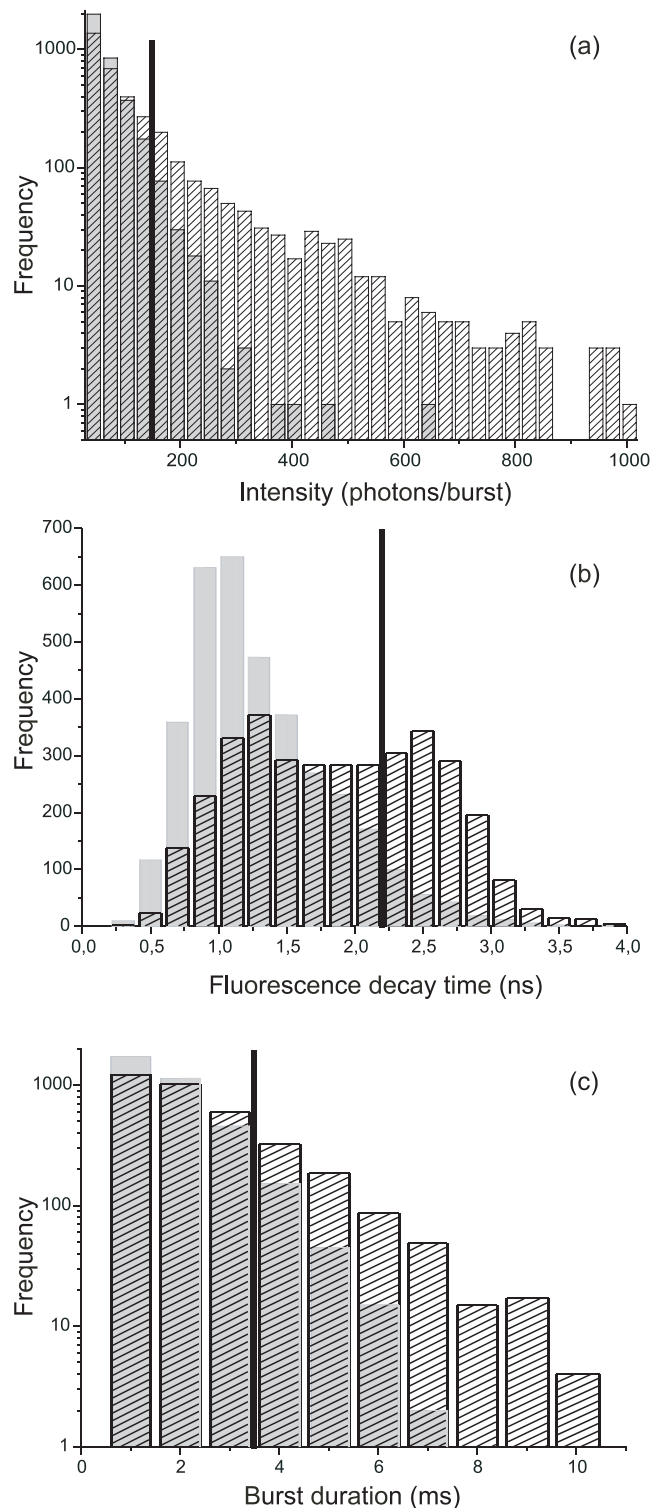 (a)
1000
100
10
1
Frequency
200 400 600 800 1000
Intensity (photons/burst)
(b)
700
600
500
400
300
200
100
0
Frequency
0,0 0,5 1,0 1,5 2,0 2,5 3,0 3,5 4,0
Fluorescence decay time (ns)
(c)
1000
100
10
1
Frequency
0 2 4 6 8 10
Burst duration (ms)